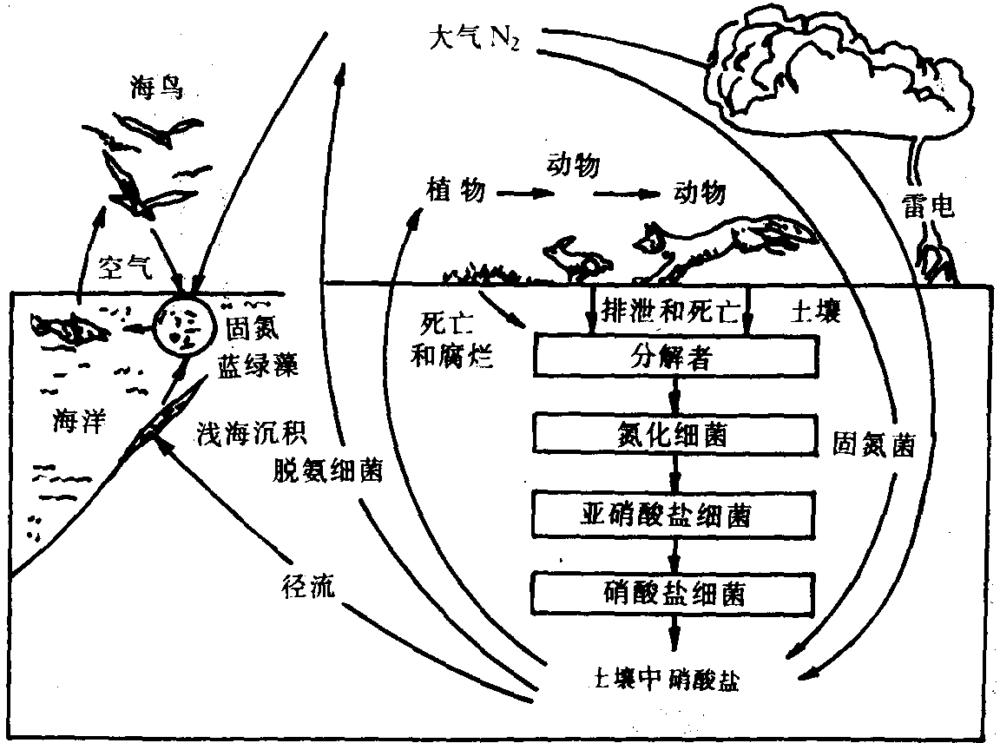 大气 N₂
海鸟
动物
植物
动物
雷电
空气
排泄和死亡
土壤
死亡
和腐烂
固氮
蓝绿藻
分解者
海洋
浅海沉积
氮化细菌
固氮菌
脱氨细菌
亚硝酸盐细菌
径流
硝酸盐细菌
土壤中硝酸盐